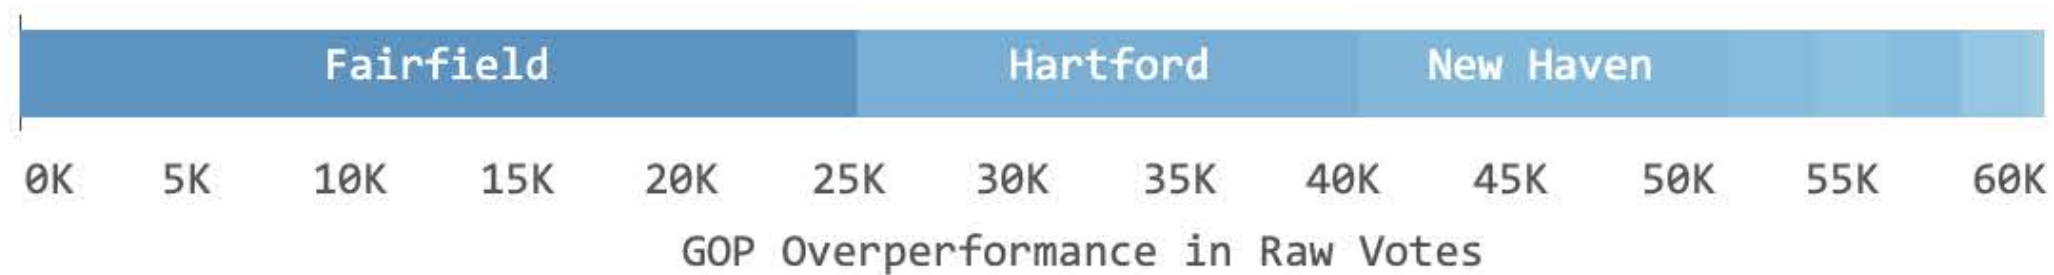 Fairfield Hartford New Haven
0K 5K 10K 15K 20K 25K 30K 35K 40K 45K 50K 55K 60K
GOP Overperformance in Raw Votes